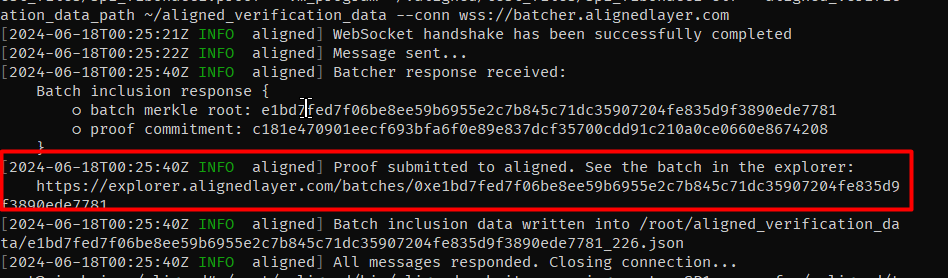 ation_data_path ~/aligned_verification_data --conn wss://batcher.alignedlayer.com
[2024-06-18T00:25:21Z INFO  aligned] WebSocket handshake has been successfully completed
[2024-06-18T00:25:22Z INFO  aligned] Message sent...
[2024-06-18T00:25:40Z INFO  aligned] Batcher response received:
Batch inclusion response {
o batch merkle root: e1bd7fed7f06be8ee59b6955e2c7b845c71dc35907204fe835d9f3890ede7781
o proof commitment: c181e470901eecf693bfa6f0e89e837dcf35700cdd91c210a0ce0660e8674208
}
[2024-06-18T00:25:40Z INFO  aligned] Proof submitted to aligned. See the batch in the explorer:
https://explorer.alignedlayer.com/batches/0xe1bd7fed7f06be8ee59b6955e2c7b845c71dc35907204fe835d9
f3890ede7781
[2024-06-18T00:25:40Z INFO  aligned] Batch inclusion data written into /root/aligned_verification_da
ta/e1bd7fed7f06be8ee59b6955e2c7b845c71dc35907204fe835d9f3890ede7781_226.json
[2024-06-18T00:25:40Z INFO  aligned] All messages responded. Closing connection...